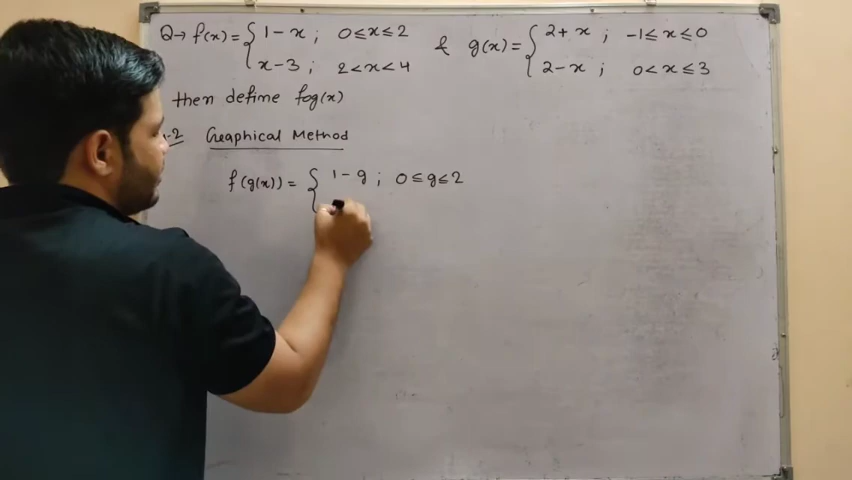 Q→ f(x) = { 1 - x ; 0 ≤ x ≤ 2 & g(x) = { 2 + x ; -1 ≤ x ≤ 0
x - 3 ; 2 < x < 4 2 - x ; 0 < x ≤ 3
then define fog(x)
-2 Graphical Method
f(g(x)) = { 1 - g ; 0 ≤ g ≤ 2